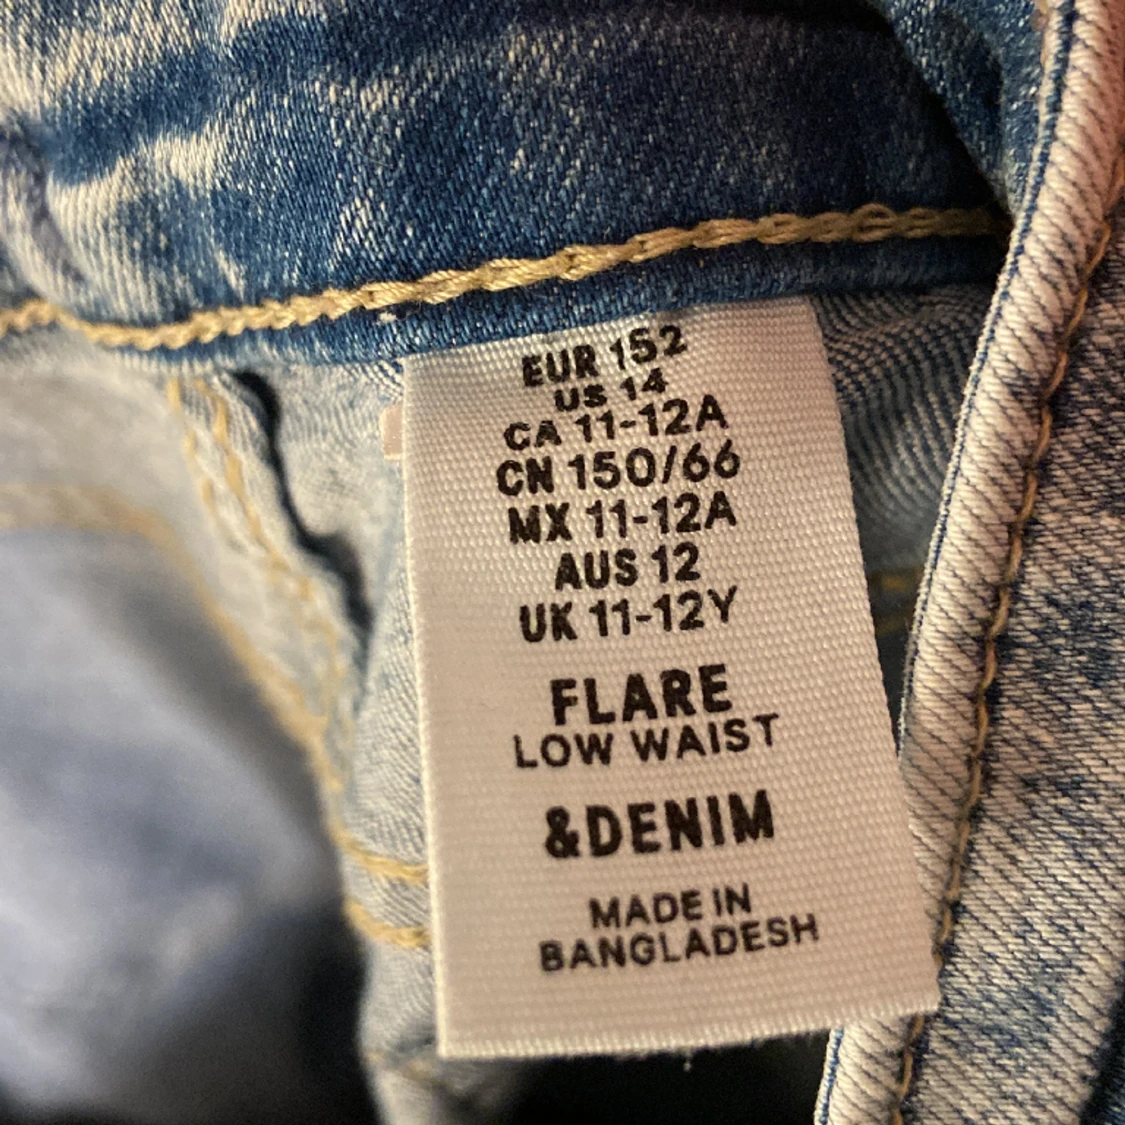 EUR 152
US 14
CA 11-12A
CN 150/66
MX 11-12A
AUS 12
UK 11-12Y
FLARE
LOW WAIST
&DENIM
MADE IN
BANGLADESH